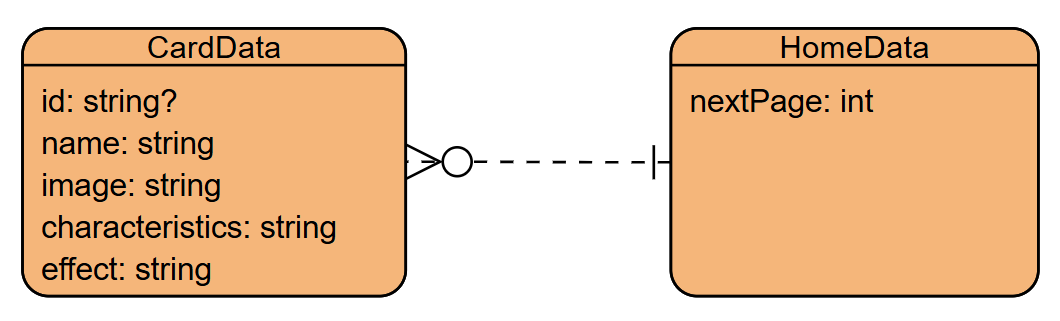 CardData
id: string?
name: string
image: string
characteristics: string
effect: string
HomeData
nextPage: int